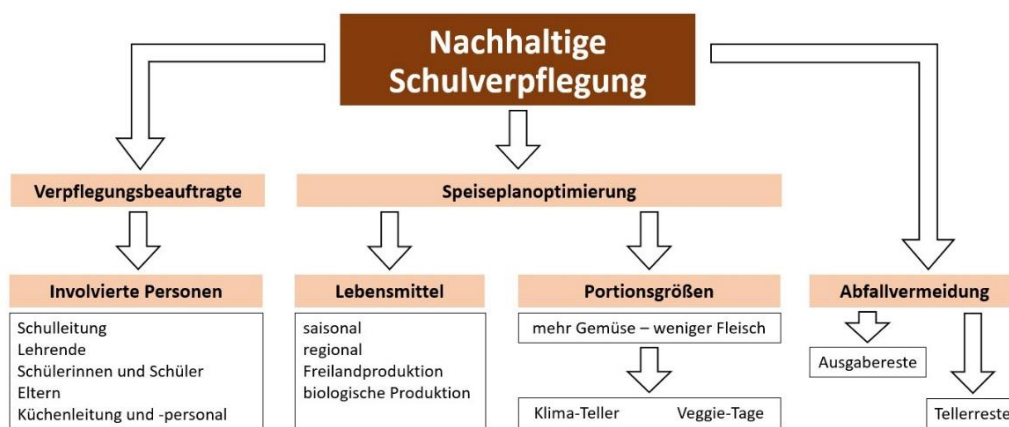 Nachhaltige
Schulverpflegung
Verpflegungsbeauftragte
Speiseplanoptimierung
Involvierte Personen
Schulleitung
Lehrende
Schülerinnen und Schüler
Eltern
Küchenleitung und -personal
Lebensmittel
saisonal
regional
Freilandproduktion
biologische Produktion
Portionsgrößen
mehr Gemüse – weniger Fleisch
Klima-Teller Veggie-Tage
Abfallvermeidung
Ausgabereste
Tellerreste